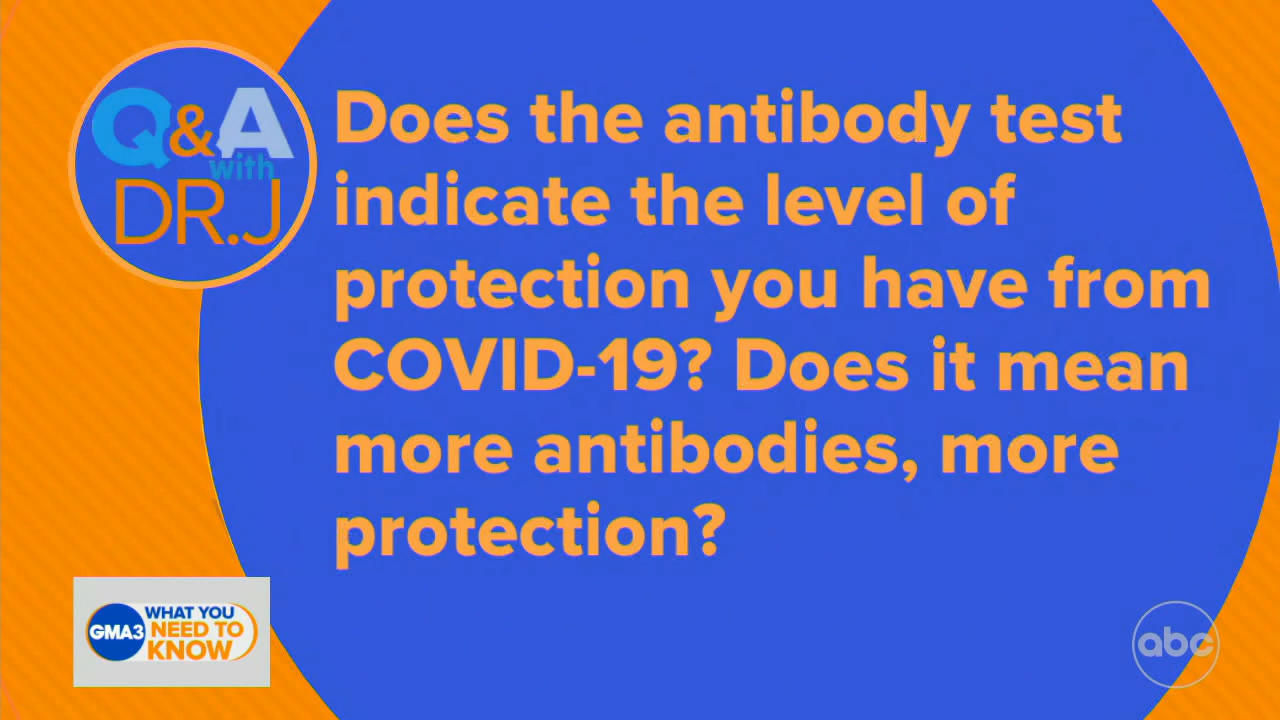 Q&A
with
DR.J
Does the antibody test
indicate the level of
protection you have from
COVID-19? Does it mean
more antibodies, more
protection?
GMA3
WHAT YOU
NEED TO
KNOW
abc